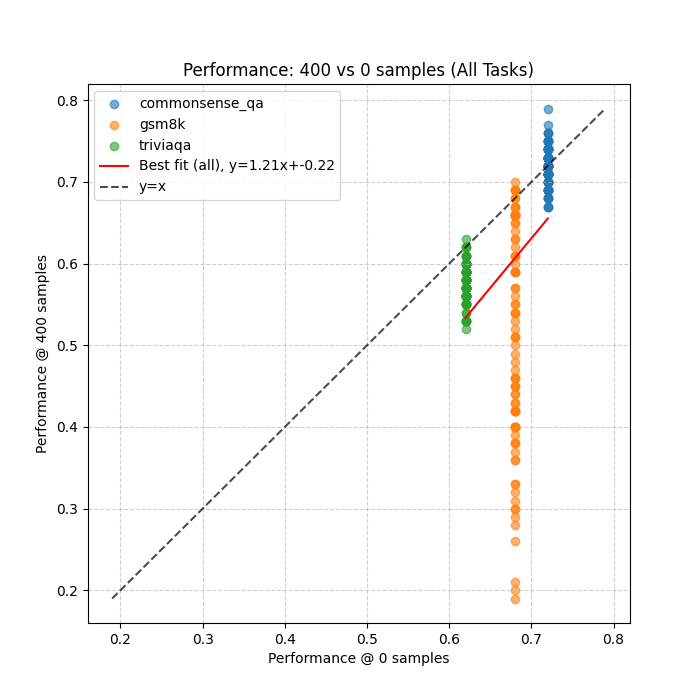 Performance: 400 vs 0 samples (All Tasks)
commonsense_qa
gsm8k
triviaqa
Best fit (all), y=1.21x+-0.22
y=x
0.8
0.7
0.6
0.5
0.4
0.3
0.2
Performance @ 400 samples
0.2 0.3 0.4 0.5 0.6 0.7 0.8
Performance @ 0 samples